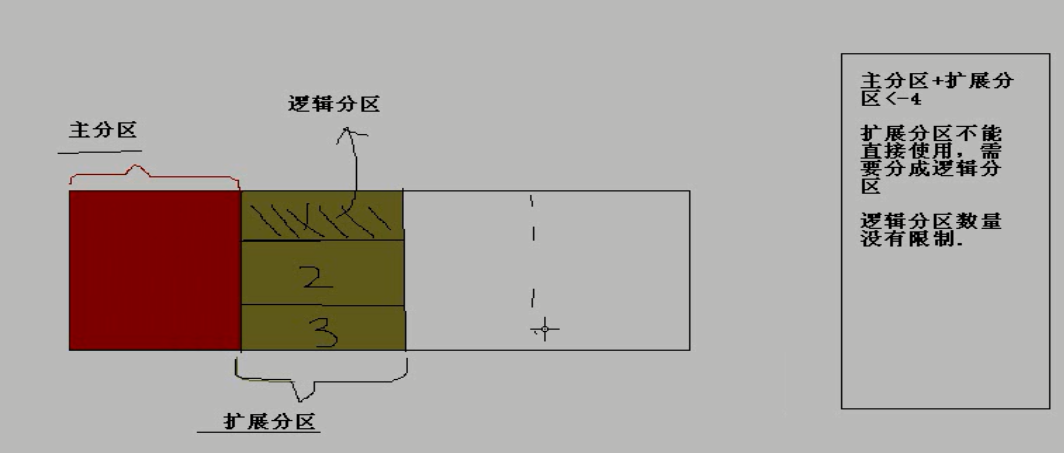 逻辑分区
主分区
2
3
扩展分区
主分区+扩展分
区<-4
扩展分区不能
直接使用，需
要分成逻辑分
区
逻辑分区数量
没有限制.